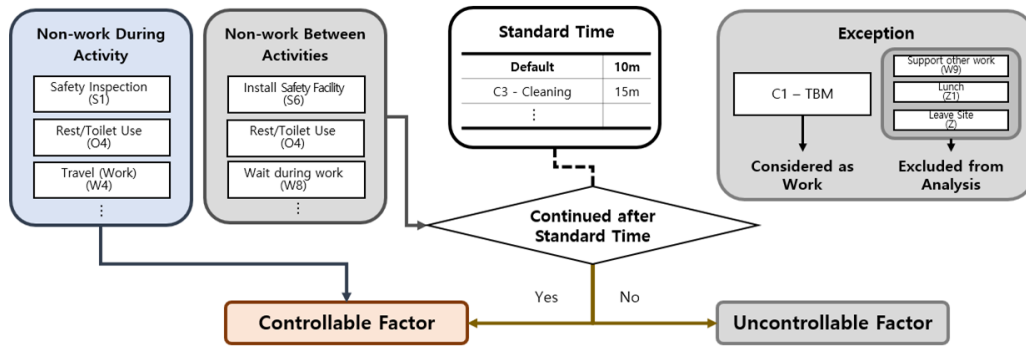 Non-work During
Activity
Safety Inspection
(S1)
Rest/Toilet Use
(O4)
Travel (Work)
(W4)
⋮
Non-work Between
Activities
Install Safety Facility
(S6)
Rest/Toilet Use
(O4)
Wait during work
(W8)
⋮
Standard Time
Default 10m
C3 - Cleaning 15m
⋮
Exception
C1 – TBM
Considered as
Work
Support other work
(W9)
Lunch
(Z1)
Leave Site
(Z)
Excluded from
Analysis
Continued after
Standard Time
Yes
No
Controllable Factor
Uncontrollable Factor